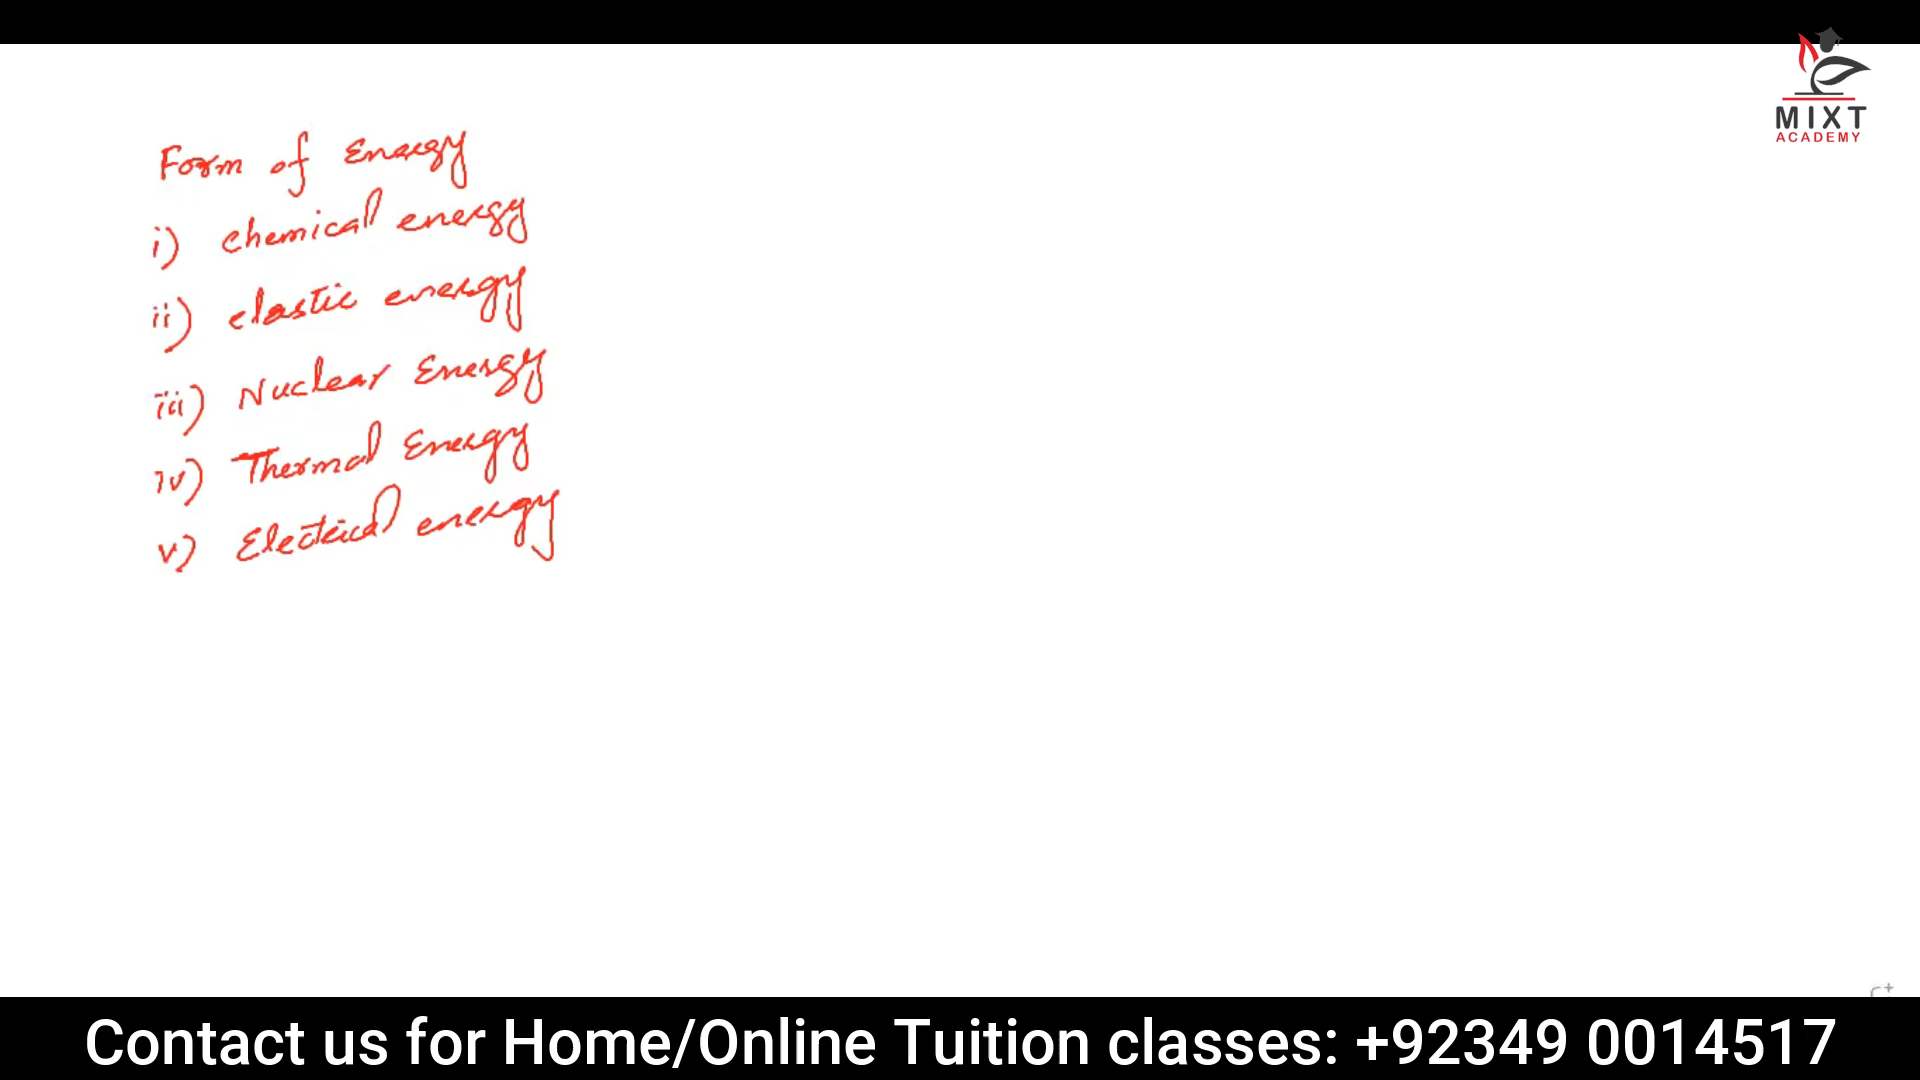 MIXT
ACADEMY
Form of Energy
i) chemical energy
ii) elastic energy
iii) Nuclear Energy
iv) Thermal Energy
v) Electrical energy
Contact us for Home/Online Tuition classes: +92349 0014517